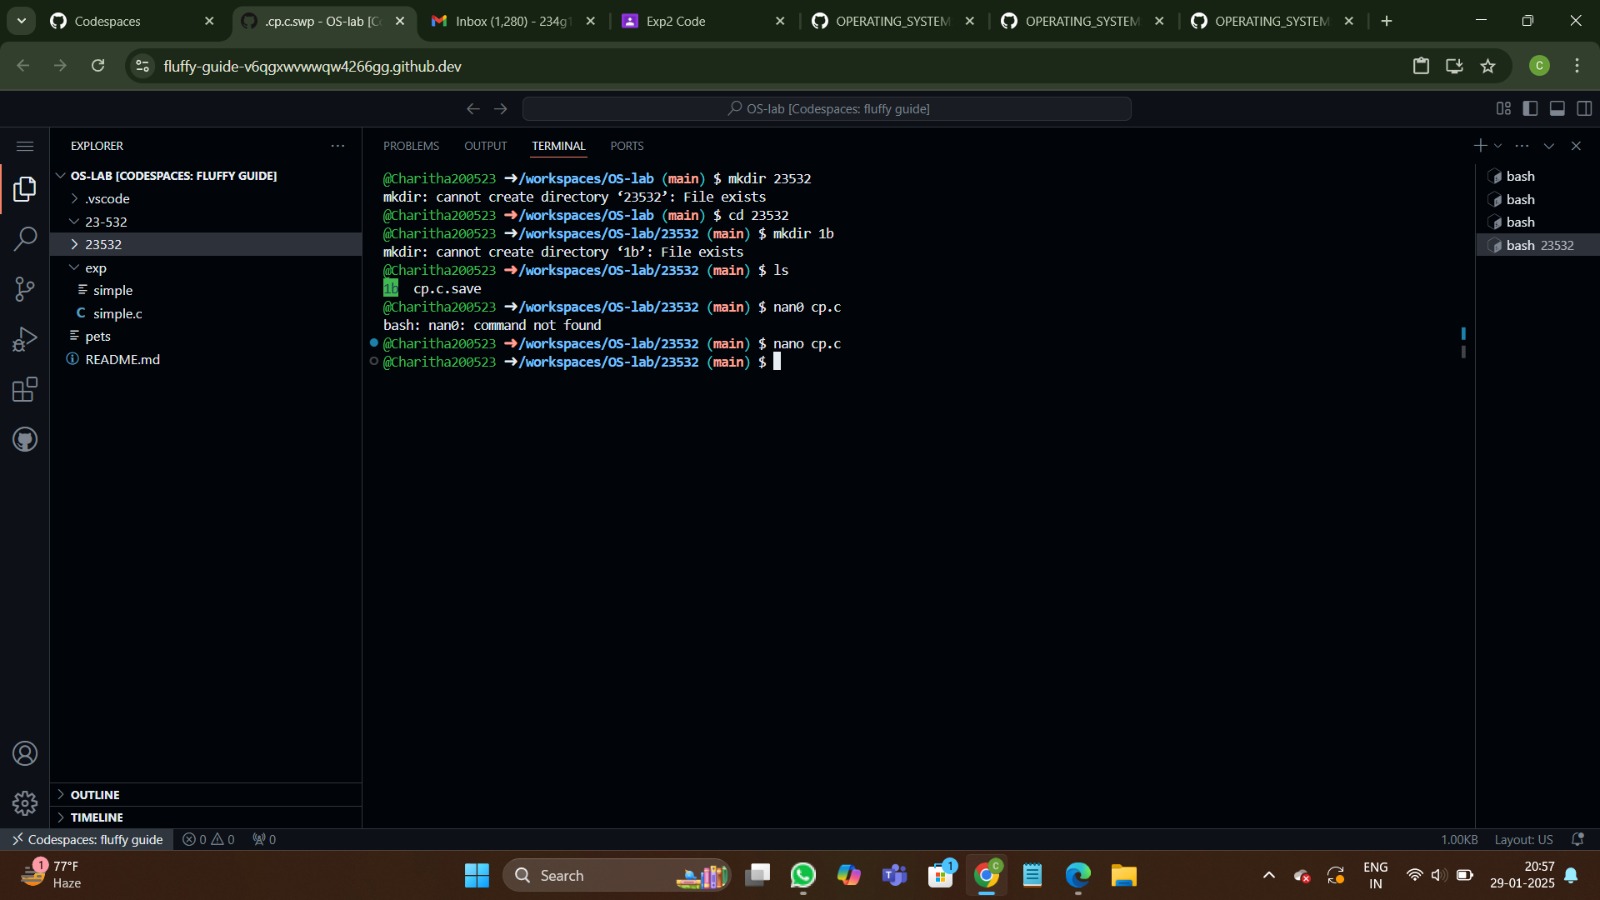 Codespaces
.cp.c.swp - OS-lab [C
Inbox (1,280) - 234g1
Exp2 Code
OPERATING_SYSTEM
OPERATING_SYSTEM
OPERATING_SYSTEM
fluffy-guide-v6qgxwvwwqw4266gg.github.dev
C
OS-lab [Codespaces: fluffy guide]
EXPLORER
OS-LAB [CODESPACES: FLUFFY GUIDE]
.vscode
23-532
23532
exp
simple
C simple.c
pets
README.md
OUTLINE
TIMELINE
PROBLEMS OUTPUT TERMINAL PORTS
@Charitha200523 ➜/workspaces/OS-lab (main) $ mkdir 23532
mkdir: cannot create directory ‘23532’: File exists
@Charitha200523 ➜/workspaces/OS-lab (main) $ cd 23532
@Charitha200523 ➜/workspaces/OS-lab/23532 (main) $ mkdir 1b
mkdir: cannot create directory ‘1b’: File exists
@Charitha200523 ➜/workspaces/OS-lab/23532 (main) $ ls
1b cp.c.save
@Charitha200523 ➜/workspaces/OS-lab/23532 (main) $ nan0 cp.c
bash: nan0: command not found
@Charitha200523 ➜/workspaces/OS-lab/23532 (main) $ nano cp.c
@Charitha200523 ➜/workspaces/OS-lab/23532 (main) $
bash
bash
bash
bash 23532
Codespaces: fluffy guide
0 0 0
1.00KB Layout: US
1
77°F
Haze
Search
1
C
ENG
IN
20:57
29-01-2025